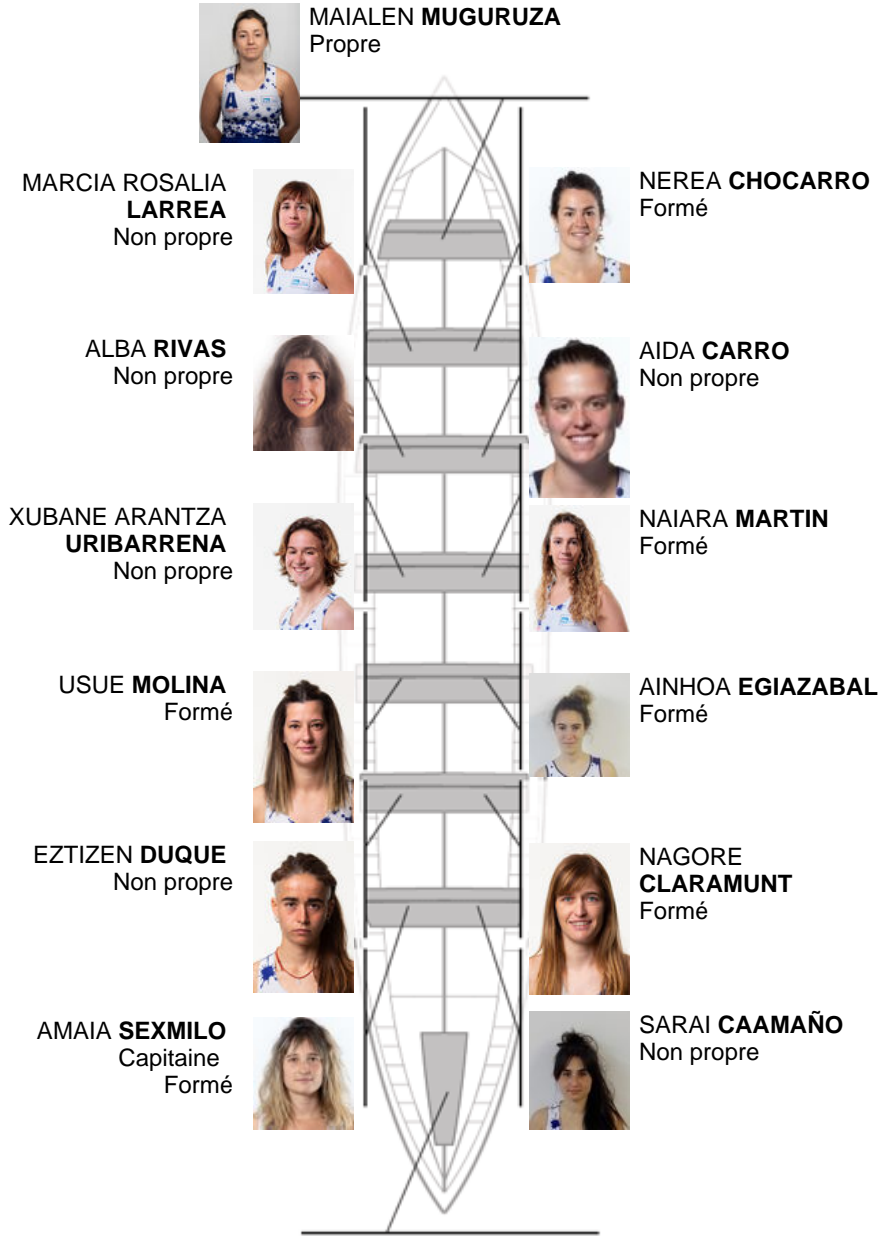 MAIALEN MUGURUZA
Propre
MARCIA ROSALIA
LARREA
Non propre
NEREA CHOCARRO
Formé
ALBA RIVAS
Non propre
AIDA CARRO
Non propre
XUBANE ARANTZA
URIBARRENA
Non propre
NAIARA MARTIN
Formé
USUE MOLINA
Formé
AINHOA EGIAZABAL
Formé
EZTIZEN DUQUE
Non propre
NAGORE
CLARAMUNT
Formé
AMAIA SEXMILO
Capitaine
Formé
SARAI CAAMAÑO
Non propre